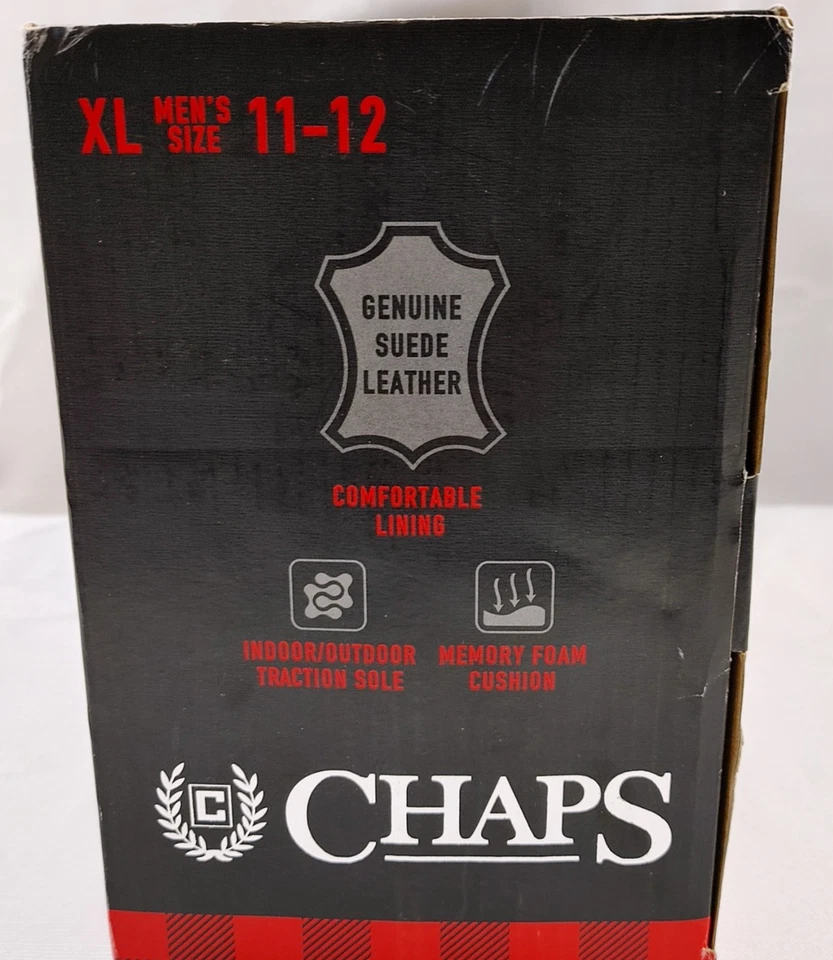 XL MEN'S SIZE 11-12
GENUINE
SUEDE
LEATHER
COMFORTABLE
LINING
INDOOR/OUTDOOR
TRACTION SOLE
MEMORY FOAM
CUSHION
C CHAPS